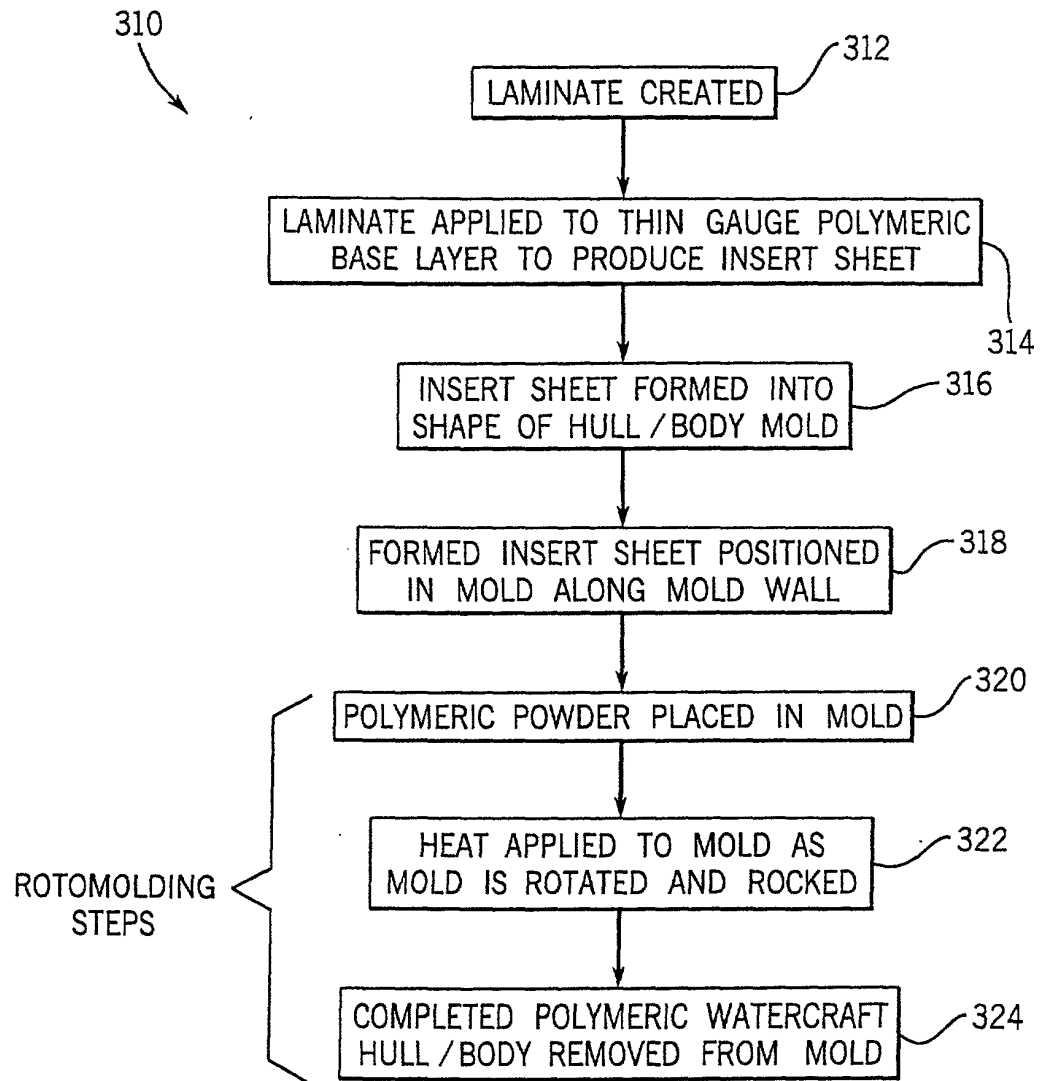 310
312
LAMINATE CREATED
LAMINATE APPLIED TO THIN GAUGE POLYMERIC
BASE LAYER TO PRODUCE INSERT SHEET
314
INSERT SHEET FORMED INTO
SHAPE OF HULL / BODY MOLD
316
FORMED INSERT SHEET POSITIONED
IN MOLD ALONG MOLD WALL
318
320
POLYMERIC POWDER PLACED IN MOLD
HEAT APPLIED TO MOLD AS
MOLD IS ROTATED AND ROCKED
322
ROTOMOLDING
STEPS
COMPLETED POLYMERIC WATERCRAFT
HULL / BODY REMOVED FROM MOLD
324